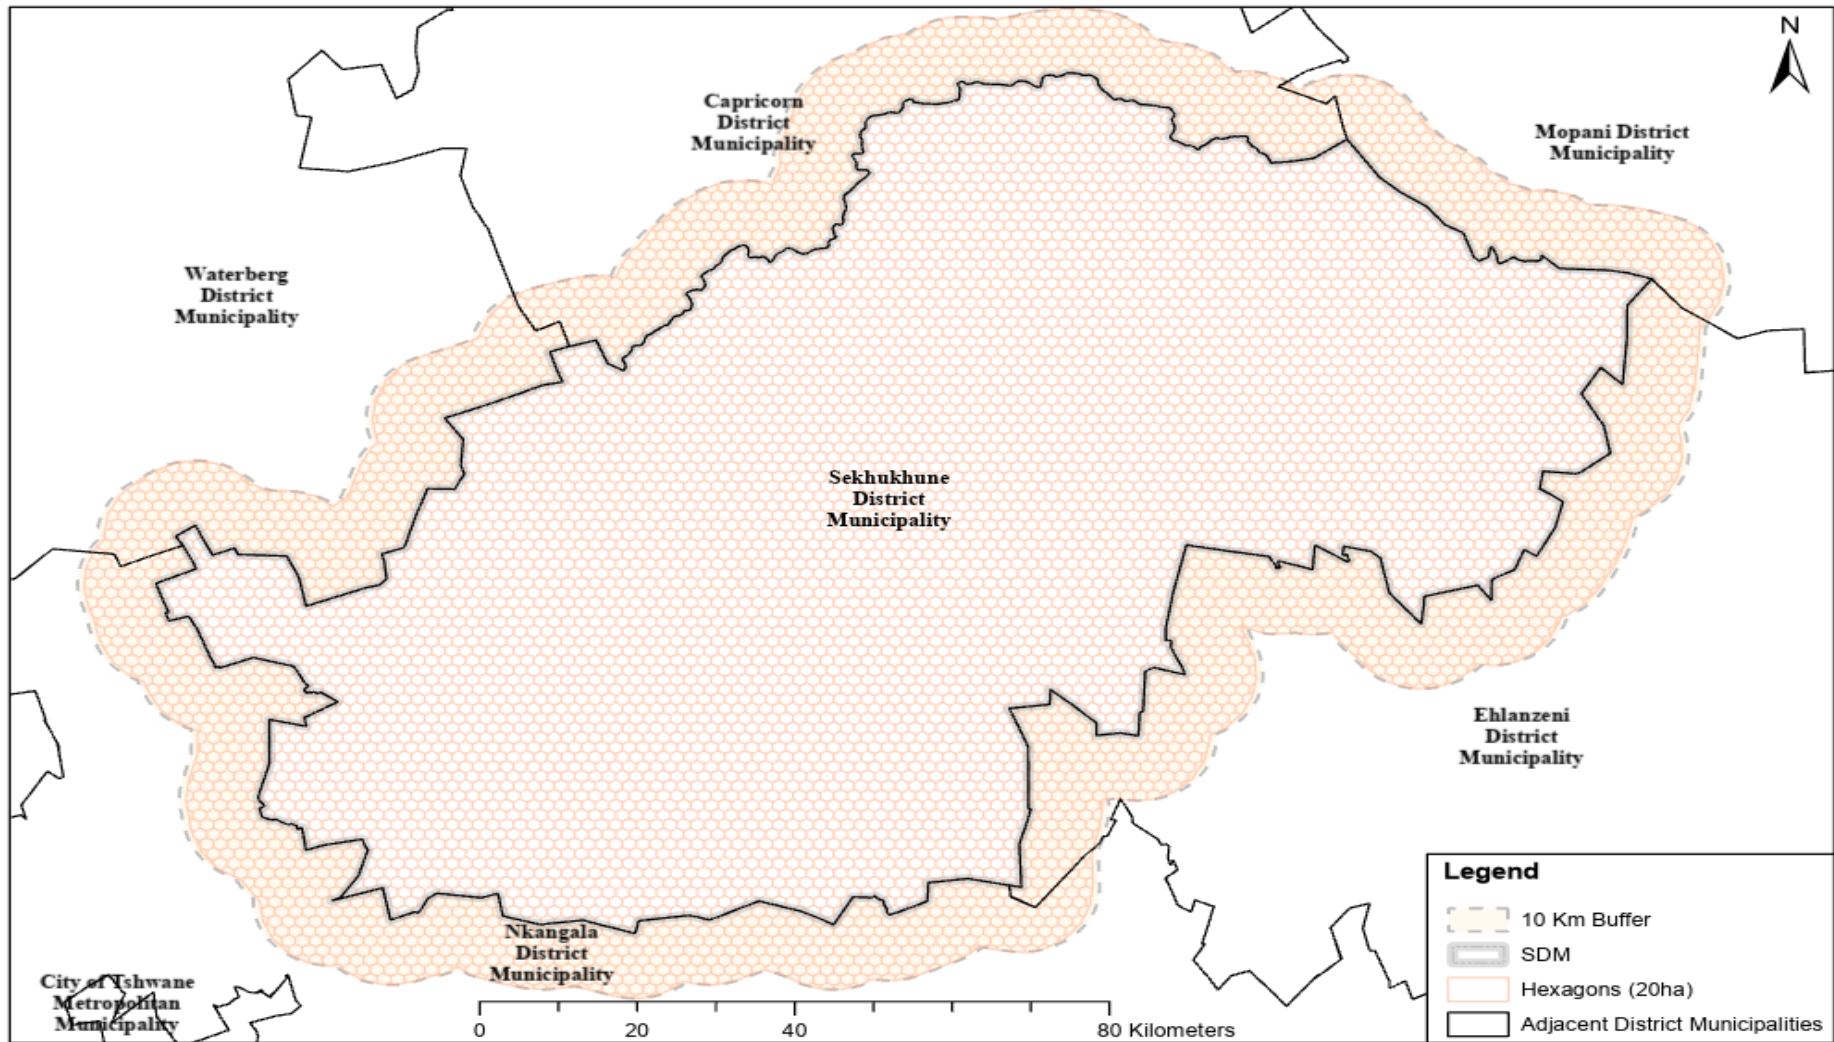 N
Capricorn
District
Municipality
Mopani District
Municipality
Waterberg
District
Municipality
Sekhukhune
District
Municipality
Ehlanzeni
District
Municipality
Nkangala
District
Municipality
City of Tshwane
Metropolitan
Municipality
0 20 40 80 Kilometers
Legend
10 Km Buffer
SDM
Hexagons (20ha)
Adjacent District Municipalities